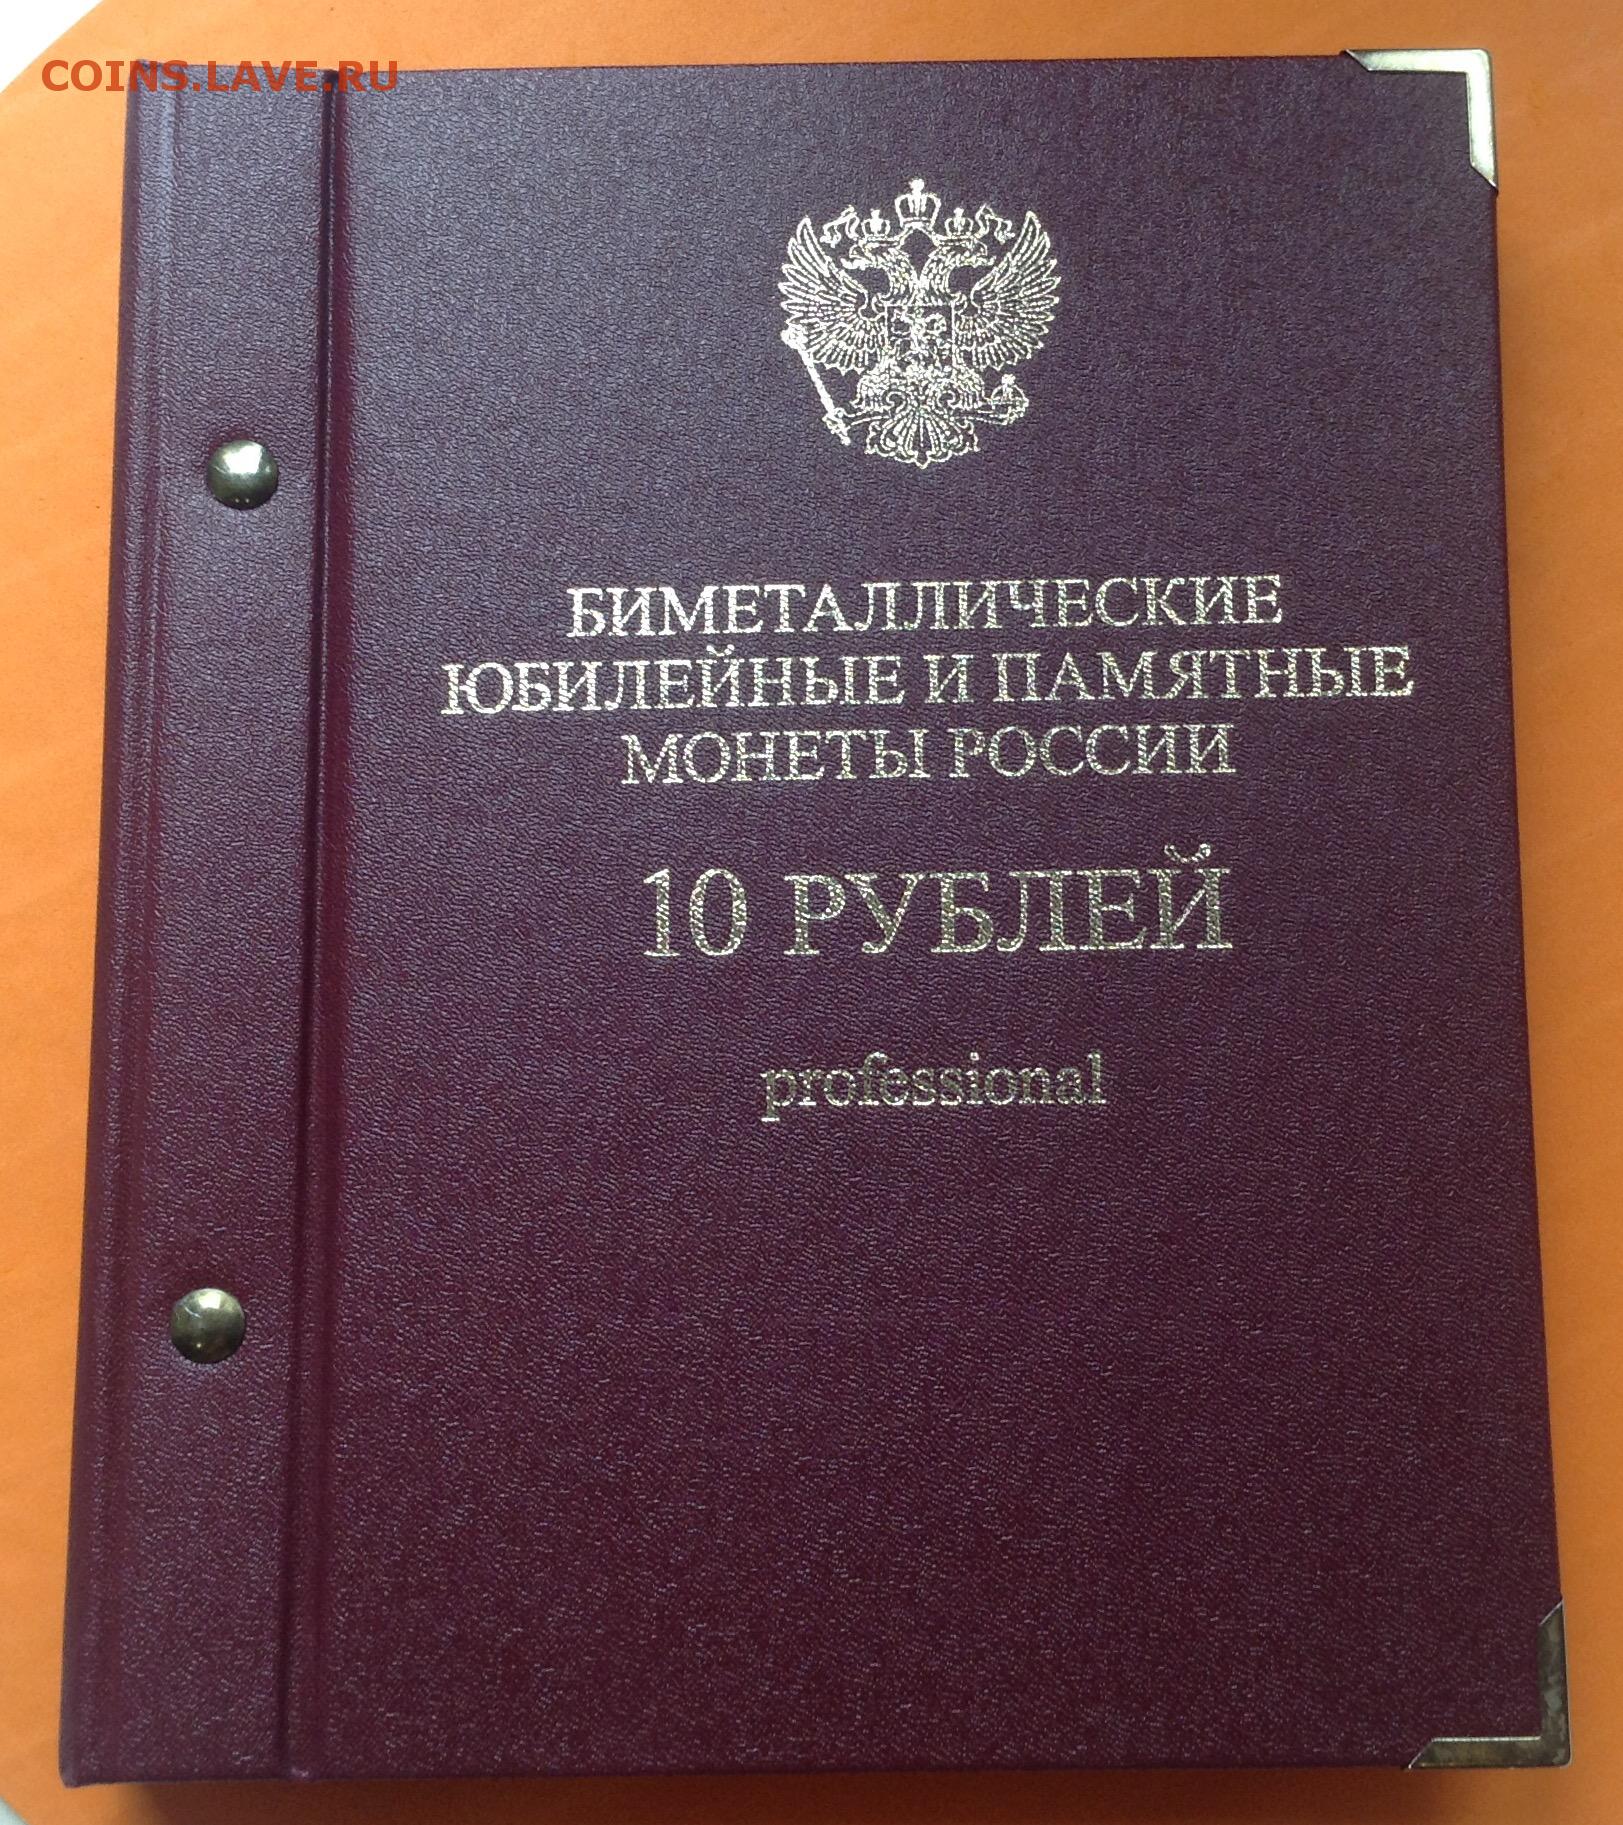 COINS.LAVE.RU
БИМЕТАЛЛИЧЕСКИЕ
ЮБИЛЕЙНЫЕ И ПАМЯТНЫЕ
МОНЕТЫ РОССИИ
10 РУБЛЕЙ
professional